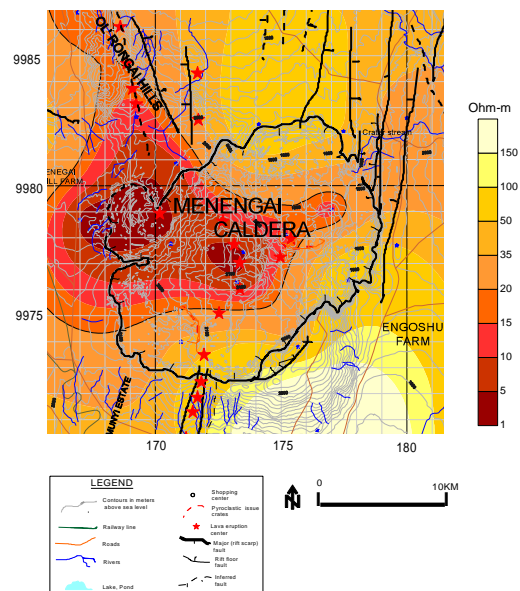 9985
OL RONGAI HILLS
Ohm-m
Crater stream
150
100
ENEGAI
ILL FARM
9980
MENENGAI
CALDERA
50
35
20
15
9975
ENGOSHU
FARM
10
5
1
170
175
180
LEGEND
Contours in meters
above sea level
Railway line
Roads
Rivers
Lake, Pond
Shopping
center
Pyroclastic issue
crates
Lava eruption
center
Major (rift scarp)
fault
Rift floor
fault
Inferred
fault
N
0
10KM